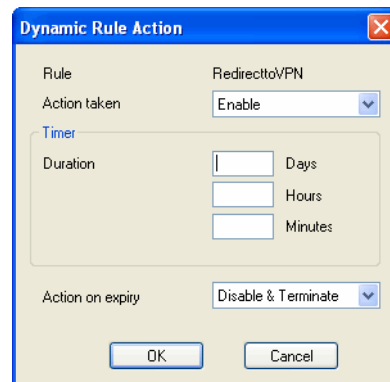 Dynamic Rule Action
Rule RedirecttoVPN
Action taken Enable
Timer
Duration Days
Hours
Minutes
Action on expiry Disable & Terminate
OK Cancel